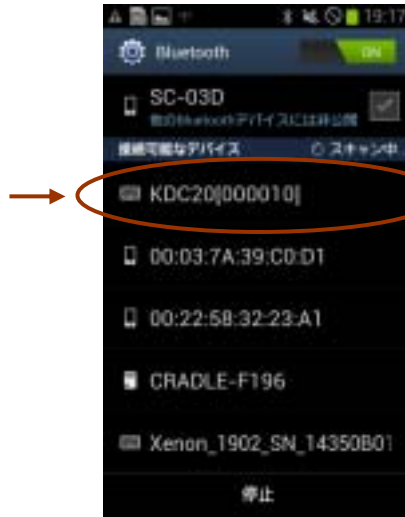 19:17
Bluetooth
ON
SC-03D
他のBluetoothデバイスには非公開
接続可能なデバイス
スキャン中
KDC20[000010]
00:03:7A:39:C0:D1
00:22:58:32:23:A1
CRADLE-F196
Xenon_1902_SN_14350B01
停止